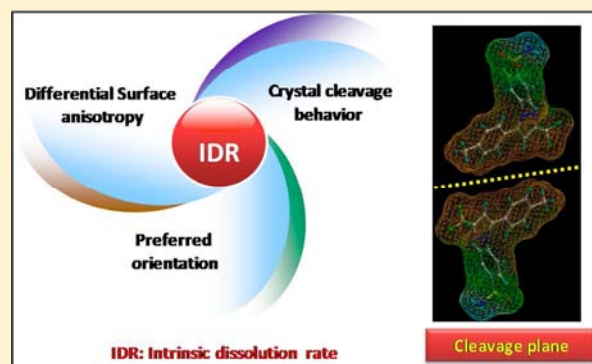 Differential Surface
anisotropy
Crystal cleavage
behavior
IDR
Preferred
orientation
IDR: Intrinsic dissolution rate
Cleavage plane